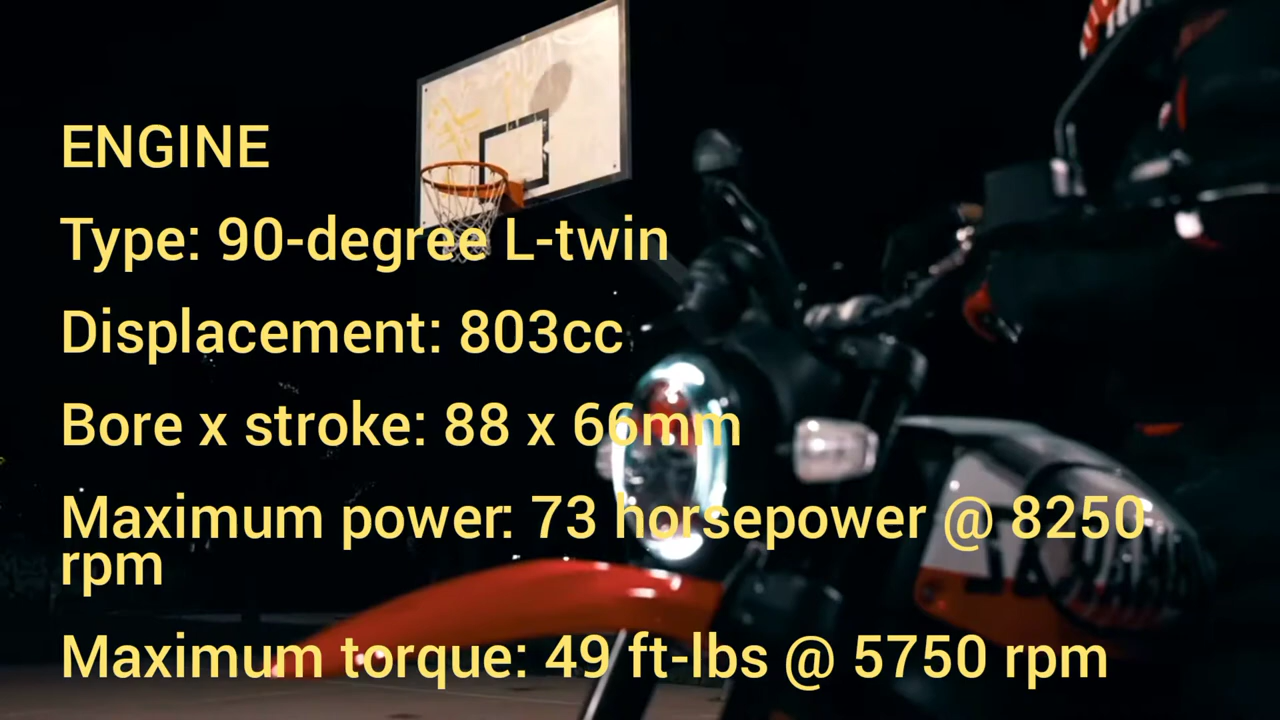 ENGINE
Type: 90-degree L-twin
Displacement: 803cc
Bore x stroke: 88 x 66mm
Maximum power: 73 horsepower @ 8250
rpm
Maximum torque: 49 ft-lbs @ 5750 rpm